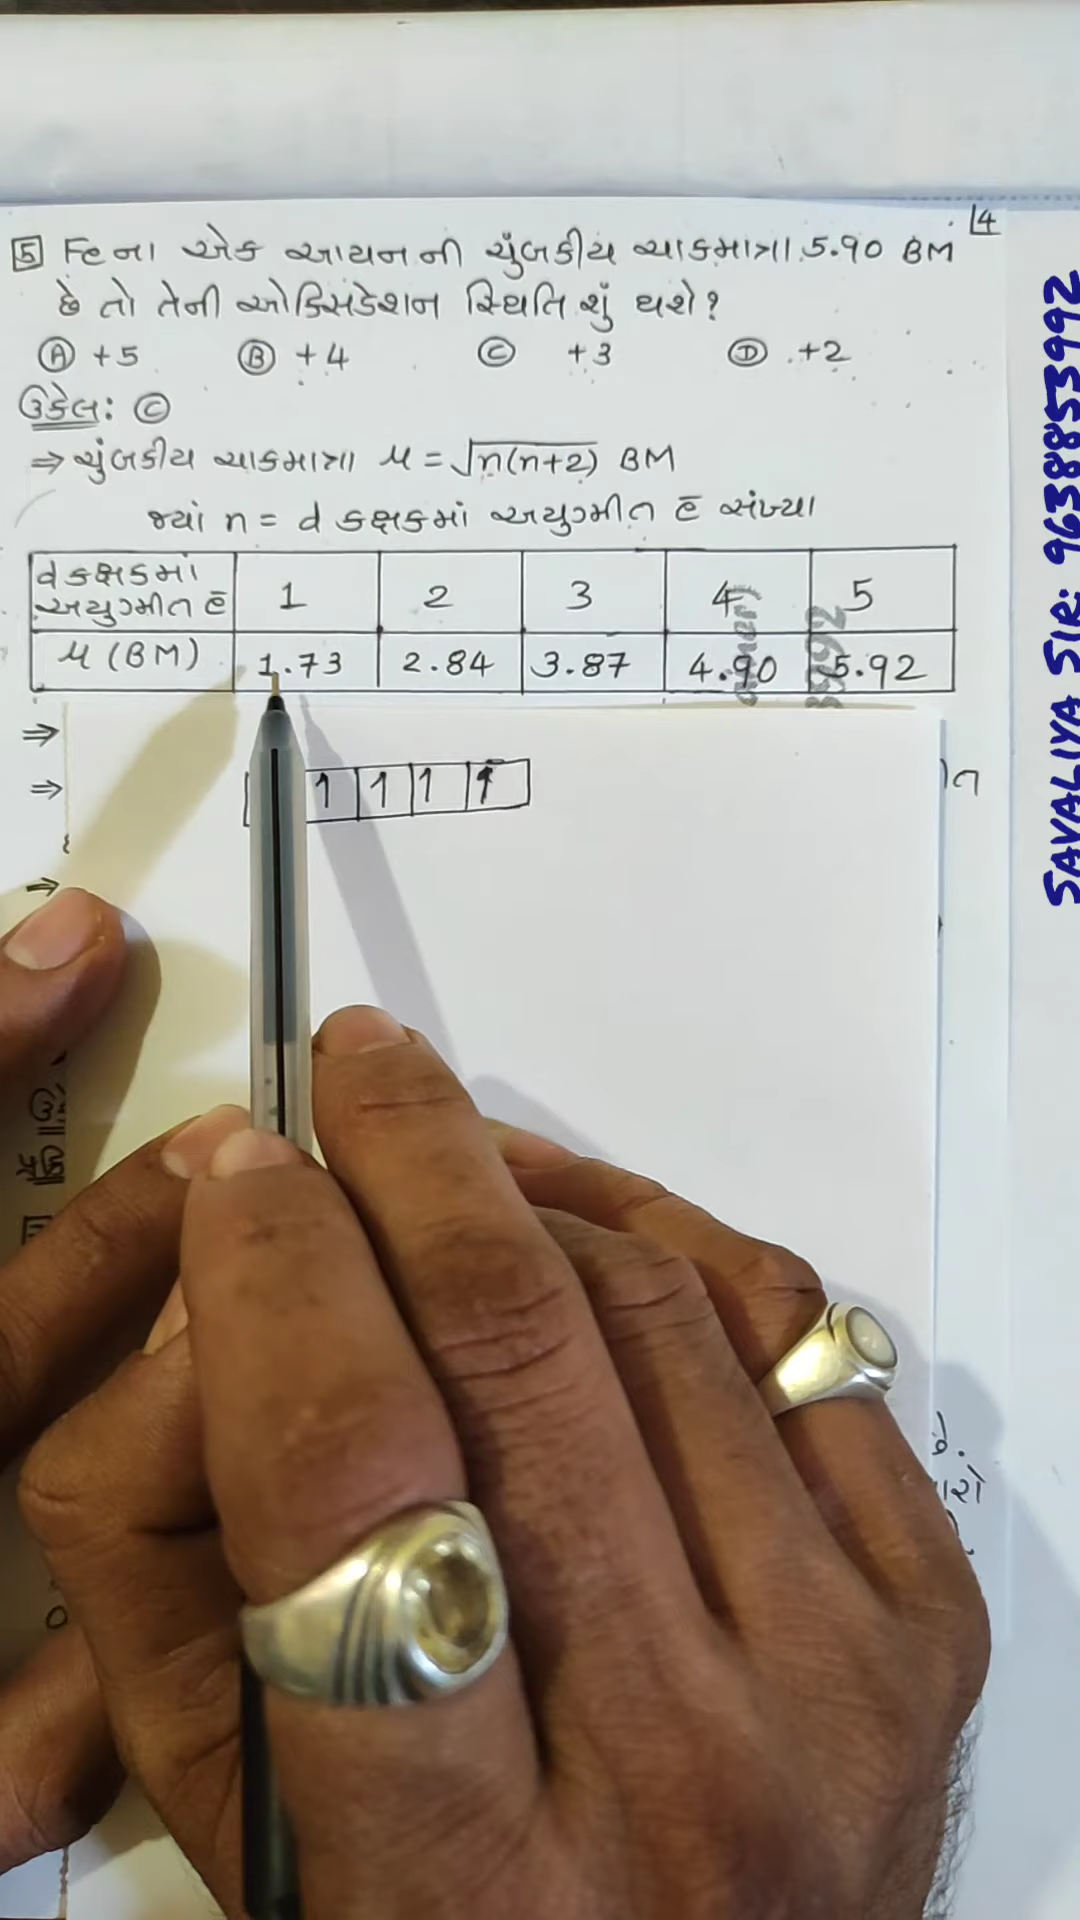 4
5 Fe ના એક આયન ની ચુંબકીય ચાકમાત્રા 5.90 BM
છે તો તેની ઓક્સિડેશન સ્થિતિ શું થશે?
A +5 B +4 C +3 D +2
ઉકેલ: C
⇒ ચુંબકીય ચાકમાત્રા μ = √n(n+2) BM
જ્યાં n = d કક્ષકમાં અયુગ્મીત ē સંખ્યા
d કક્ષકમાં અયુગ્મીત ē 1 2 3 4 5
μ (BM) 1.73 2.84 3.87 4.90 5.92
⇒
⇒ 1 1 1 1
⇒
છે.
SAVALIYA SIR: 9638853992